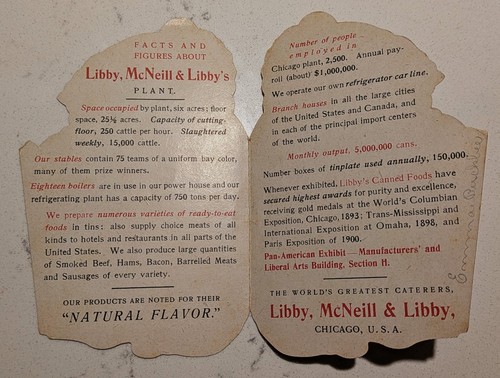 FACTS AND
FIGURES ABOUT
Libby, McNeill & Libby's
PLANT.
Space occupied by plant, six acres; floor
space, 25½ acres. Capacity of cutting-
floor, 250 cattle per hour. Slaughtered
weekly, 15,000 cattle.
Our stables contain 75 teams of a uniform bay color,
many of them prize winners.
Eighteen boilers are in use in our power house and our
refrigerating plant has a capacity of 750 tons per day.
We prepare numerous varieties of ready-to-eat
foods in tins: also supply choice meats of all
kinds to hotels and restaurants in all parts of the
United States. We also produce large quantities
of Smoked Beef, Hams, Bacon, Barrelled Meats
and Sausages of every variety.
OUR PRODUCTS ARE NOTED FOR THEIR
"NATURAL FLAVOR."
Number of people
employed in
Chicago plant, 2,500. Annual pay-
roll (about) $1,000,000.
We operate our own refrigerator car line.
Branch houses in all the large cities
of the United States and Canada, and
in each of the principal import centers
of the world.
Monthly output, 5,000,000 cans.
Number boxes of tinplate used annually, 150,000.
Whenever exhibited, Libby's Canned Foods have
secured highest awards for purity and excellence,
receiving gold medals at the World's Columbian
Exposition, Chicago, 1893; Trans-Mississippi and
International Exposition at Omaha, 1898, and
Paris Exposition of 1900.
Pan-American Exhibit — Manufacturers' and
Liberal Arts Building, Section 11.
THE WORLD'S GREATEST CATERERS,
Libby, McNeill & Libby,
CHICAGO, U. S. A.